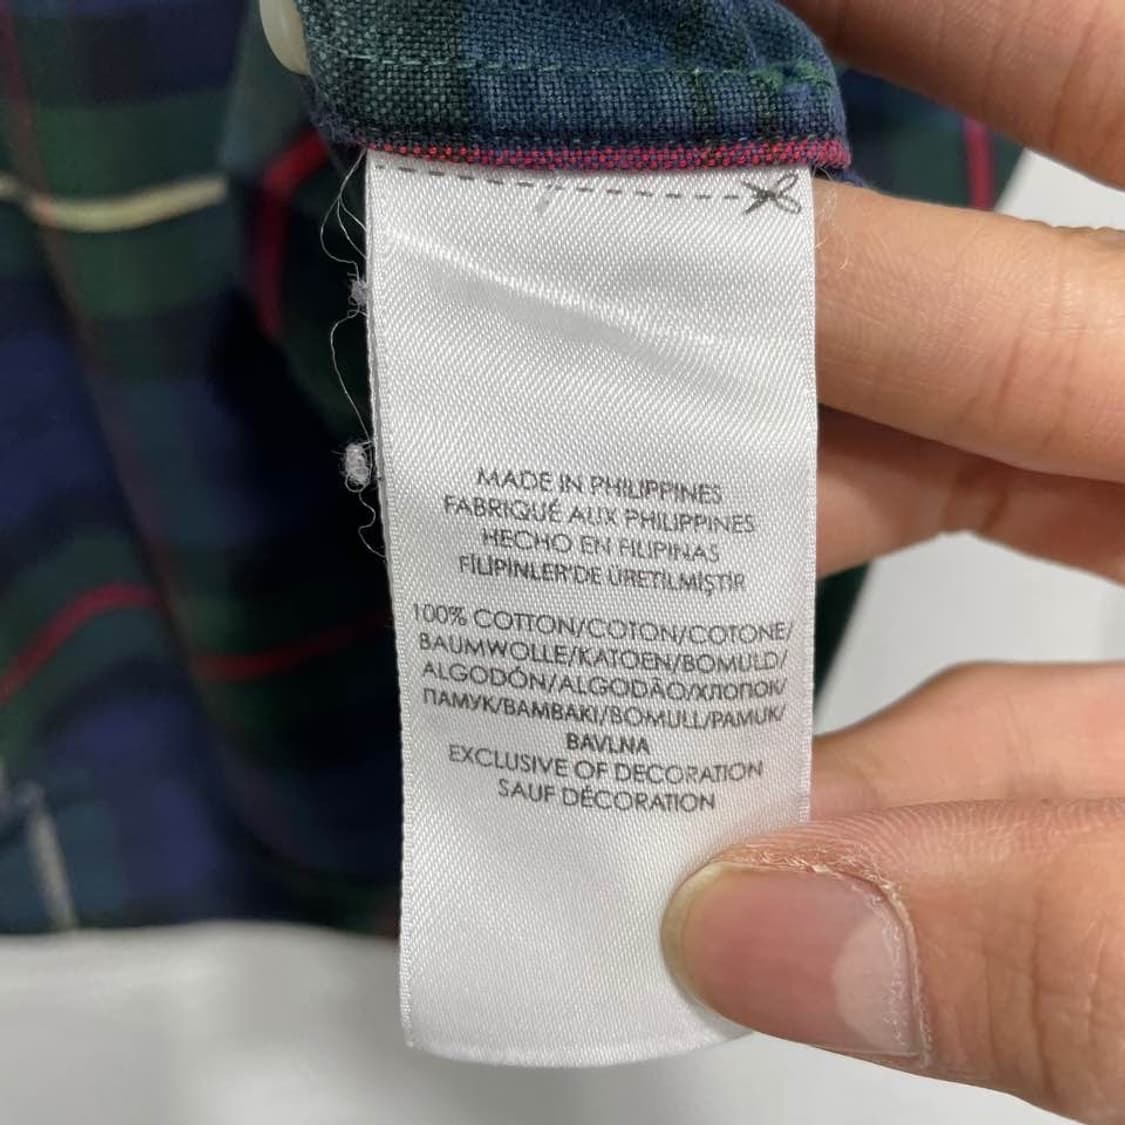 MADE IN PHILIPPINES
FABRIQUÉ AUX PHILIPPINES
HECHO EN FILIPINAS
FİLİPİNLER'DE ÜRETİLMİŞTİR
100% COTTON/COTON/COTONE/
BAUMWOLLE/KATOEN/BOMULD/
ALGODÓN/ALGODÃO/ХЛОПОК/
ПАМУК/BAMBAKI/BOMULL/PAMUK/
BAVLNA
EXCLUSIVE OF DECORATION
SAUF DÉCORATION